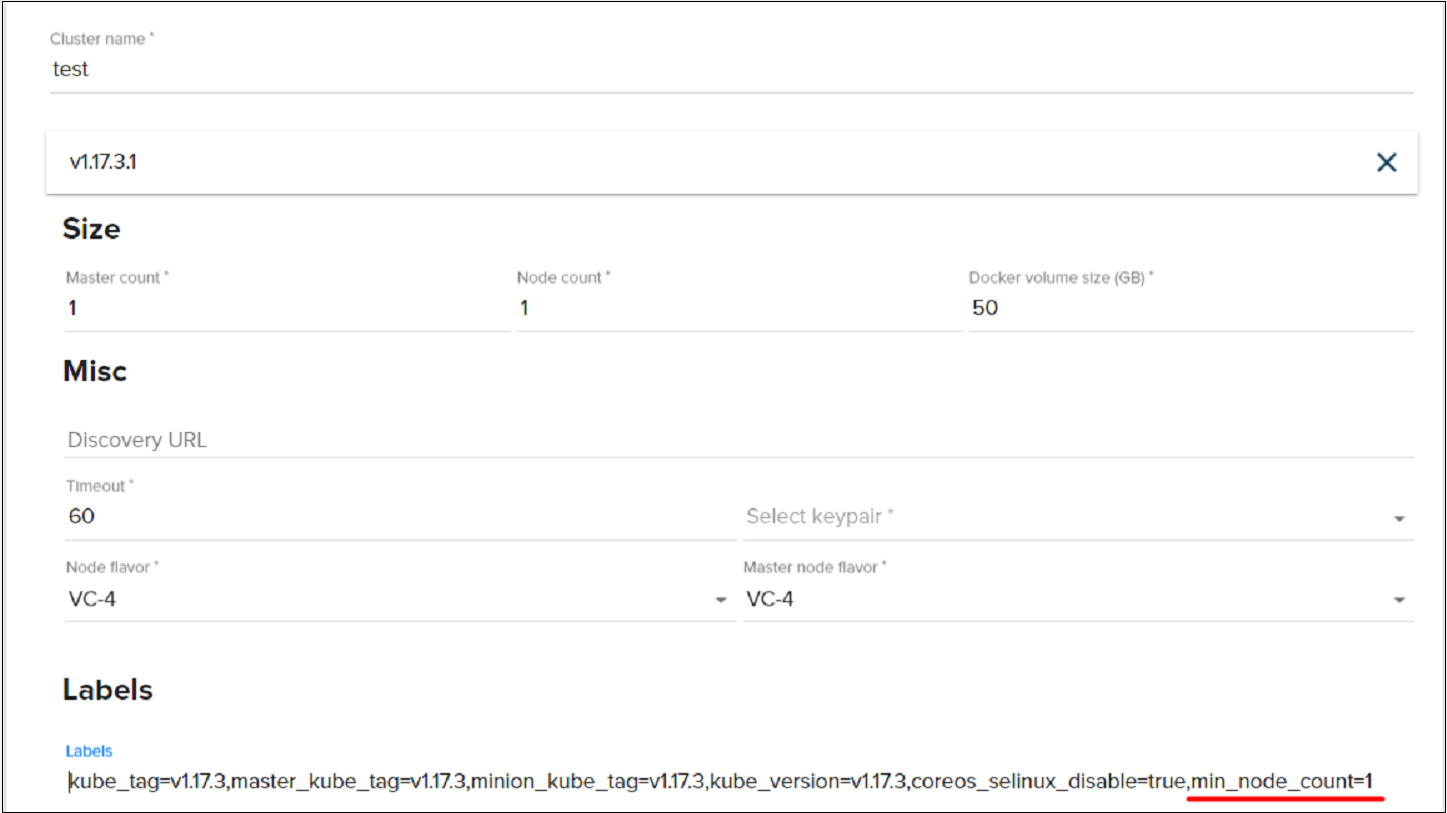 Cluster name *
test
v1.17.3.1
Size
Master count * Node count * Docker volume size (GB) *
1 1 50
Misc
Discovery URL
Timeout *
60 Select keypair *
Node flavor * Master node flavor *
VC-4 VC-4
Labels
Labels
kube_tag=v1.17.3,master_kube_tag=v1.17.3,minion_kube_tag=v1.17.3,kube_version=v1.17.3,coreos_selinux_disable=true,min_node_count=1